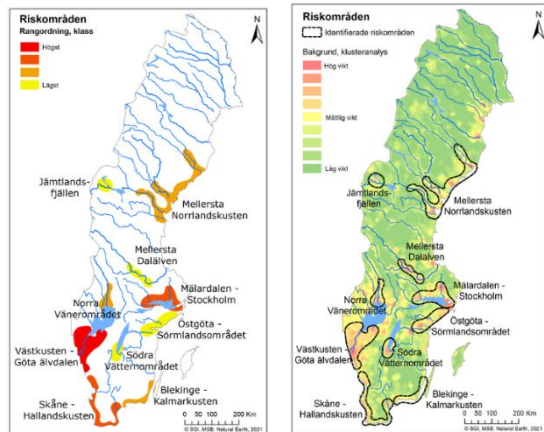 Riskområden
Rangordning, klass
Högst
Lägst
N
Jämtlands-
fjällen
Mellersta
Norrlandskusten
Mellersta
Dalälven
Mälardalen -
Stockholm
Norra
Vänerområdet
Östgöta -
Sörmlandsområdet
Västkusten -
Göta älvdalen
Södra
Vätternområdet
Blekinge -
Kalmarkusten
Skåne -
Hallandskusten
0 50 100 200 Km
© SGI, MSB, Natural Earth, 2021
Riskområden
Identifierade riskområden
Bakgrund, klusteranalys
Hög vikt
Måttlig vikt
Låg vikt
N
Jämtlands-
fjällen
Mellersta
Norrlandskusten
Mellersta
Dalälven
Mälardalen -
Stockholm
Norra
Vänerområdet
Östgöta -
Sörmlandsområdet
Västkusten -
Göta älvdalen
Södra
Vätternområdet
Blekinge -
Kalmarkusten
Skåne -
Hallandskusten
0 50 100 200 Km
© SGI, MSB, Natural Earth, 2021